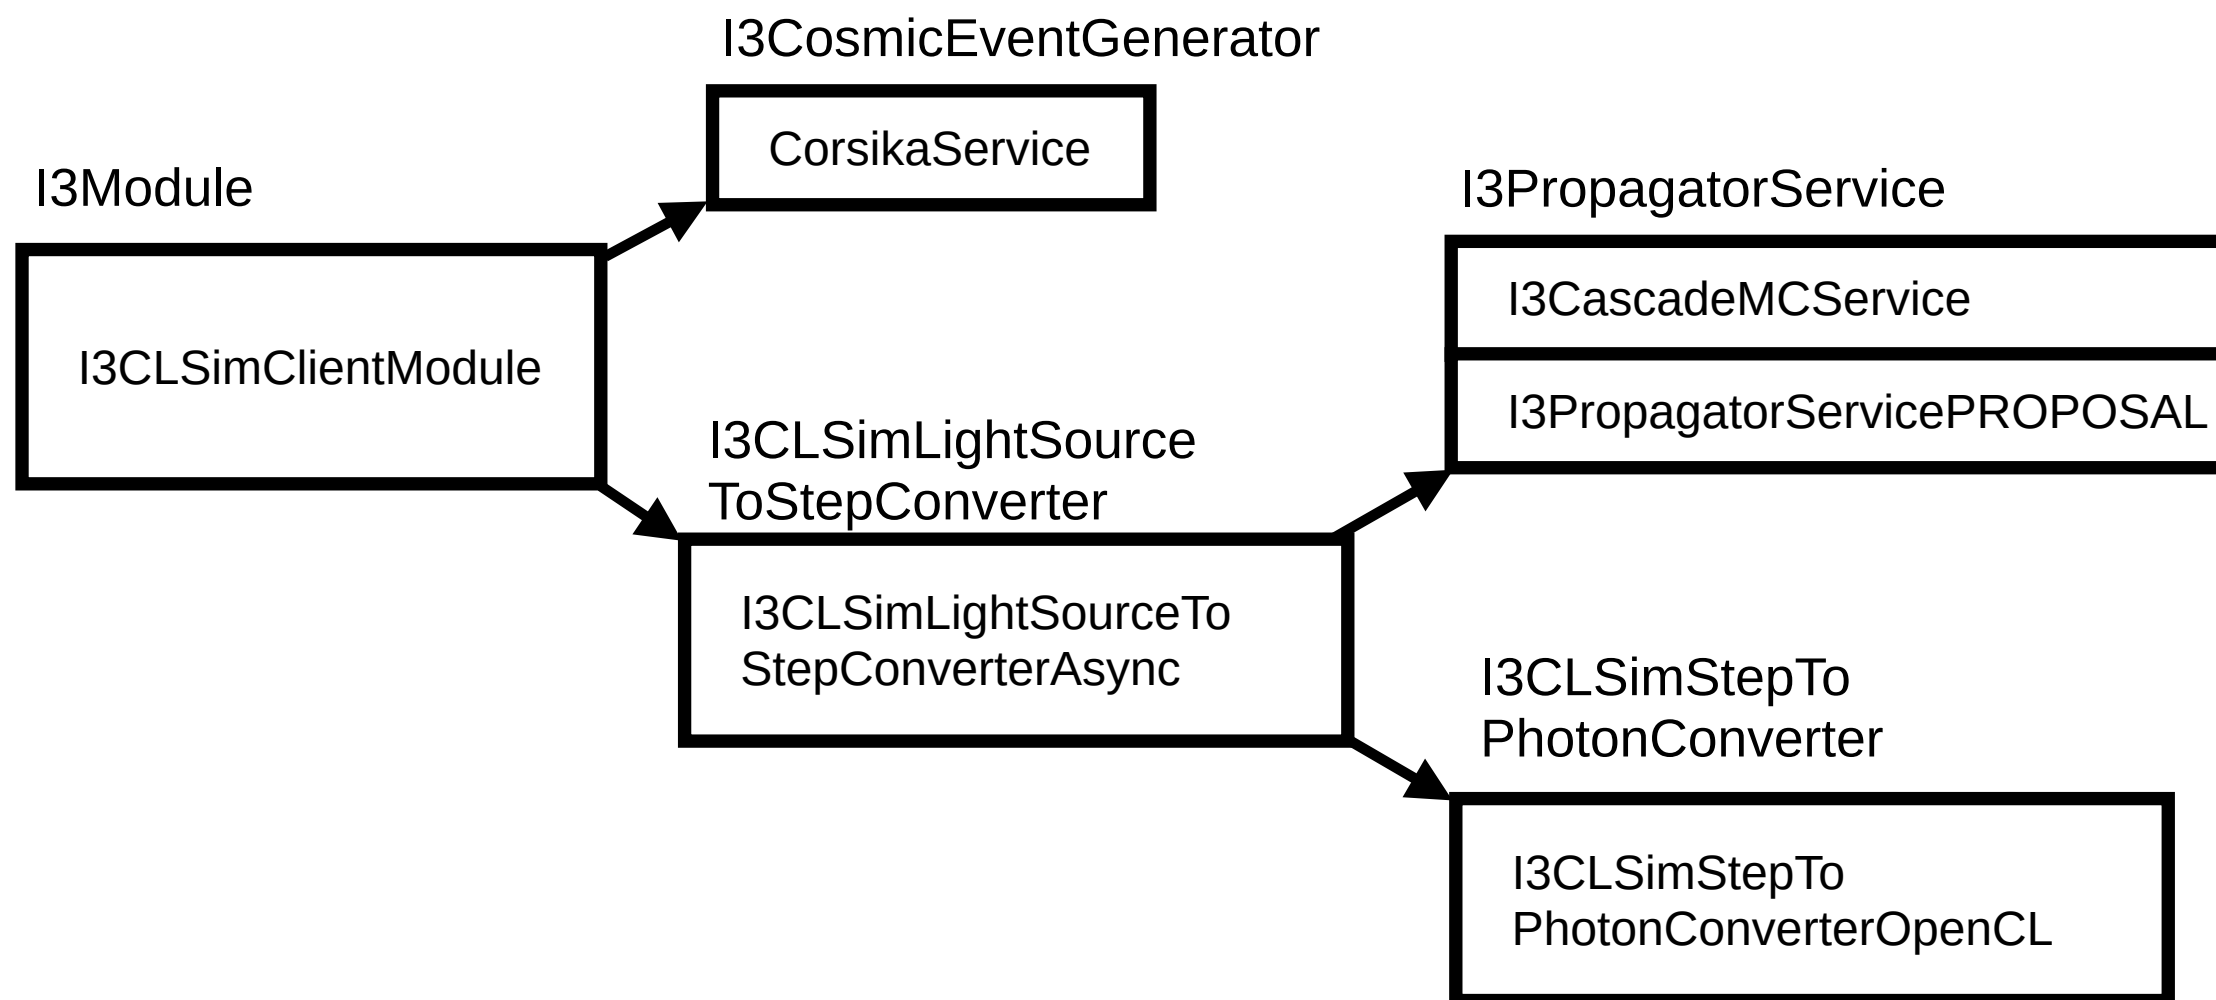 I3CosmicEventGenerator
CorsikaService
I3Module
I3CLSimClientModule
I3PropagatorService
I3CascadeMCService
I3PropagatorServicePROPOSAL
I3CLSimLightSource
ToStepConverter
I3CLSimLightSourceTo
StepConverterAsync
I3CLSimStepTo
PhotonConverter
I3CLSimStepTo
PhotonConverterOpenCL